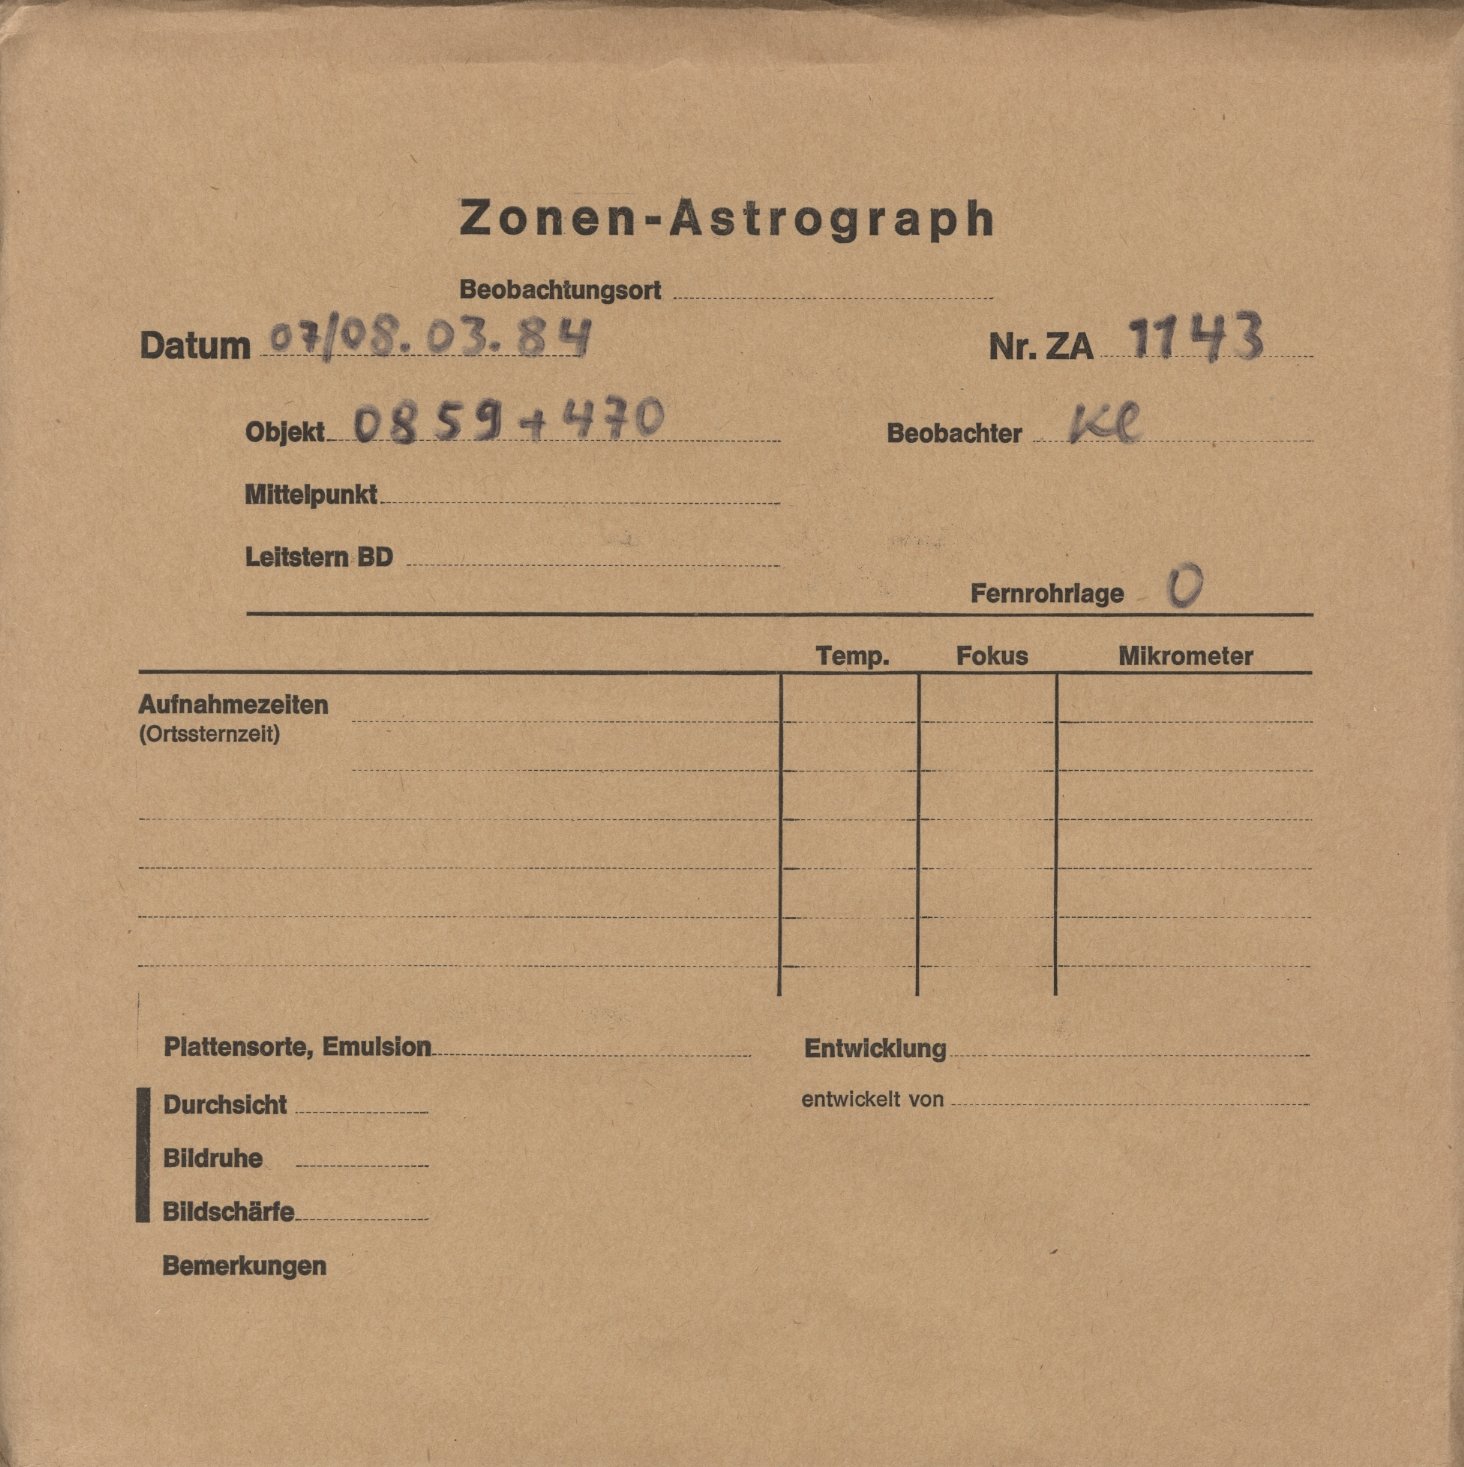 Zonen-Astrograph
Beobachtungsort
Datum 07/08.03.84 Nr. ZA 1143
Objekt 0859+470 Beobachter Kl
Mittelpunkt
Leitstern BD
Fernrohrlage O
Temp. Fokus Mikrometer
Aufnahmezeiten
(Ortssternzeit)
Plattensorte, Emulsion Entwicklung
Durchsicht entwickelt von
Bildruhe
Bildschärfe
Bemerkungen